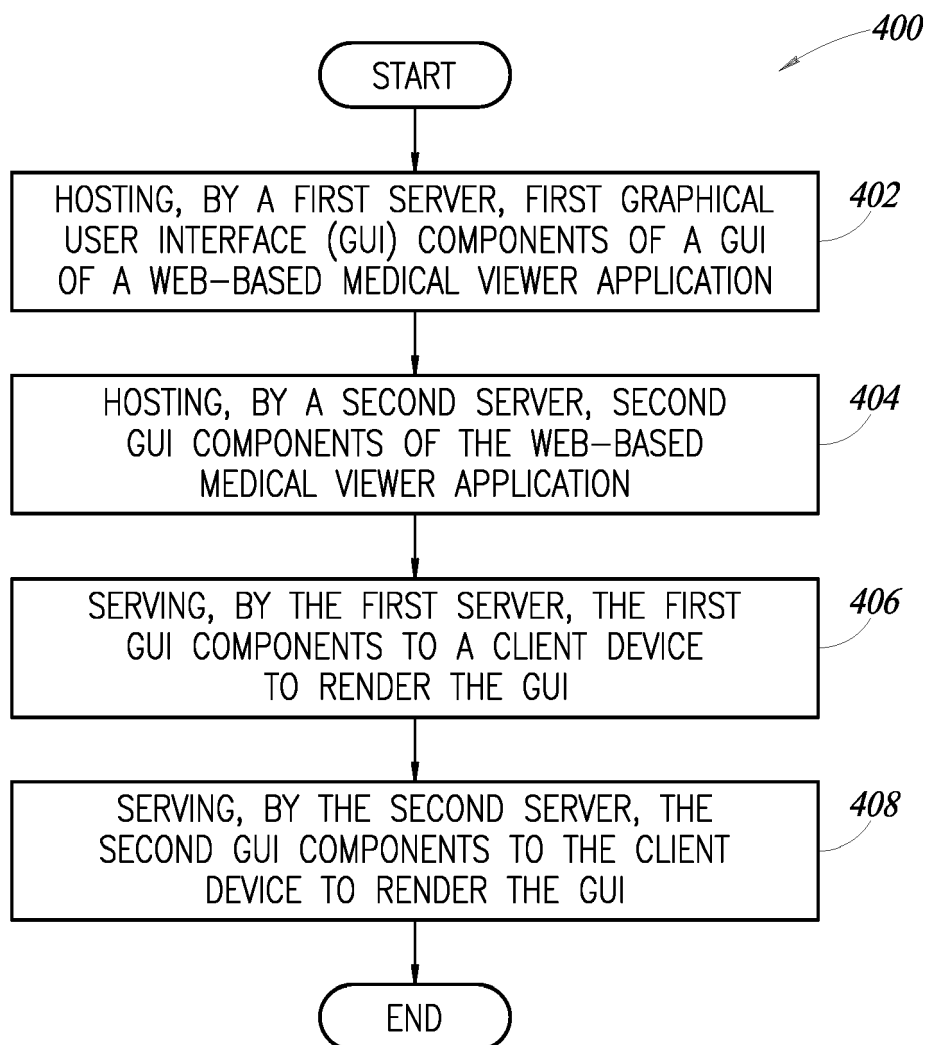 400
START
HOSTING, BY A FIRST SERVER, FIRST GRAPHICAL
USER INTERFACE (GUI) COMPONENTS OF A GUI
OF A WEB-BASED MEDICAL VIEWER APPLICATION
402
HOSTING, BY A SECOND SERVER, SECOND
GUI COMPONENTS OF THE WEB-BASED
MEDICAL VIEWER APPLICATION
404
SERVING, BY THE FIRST SERVER, THE FIRST
GUI COMPONENTS TO A CLIENT DEVICE
TO RENDER THE GUI
406
SERVING, BY THE SECOND SERVER, THE
SECOND GUI COMPONENTS TO THE CLIENT
DEVICE TO RENDER THE GUI
408
END